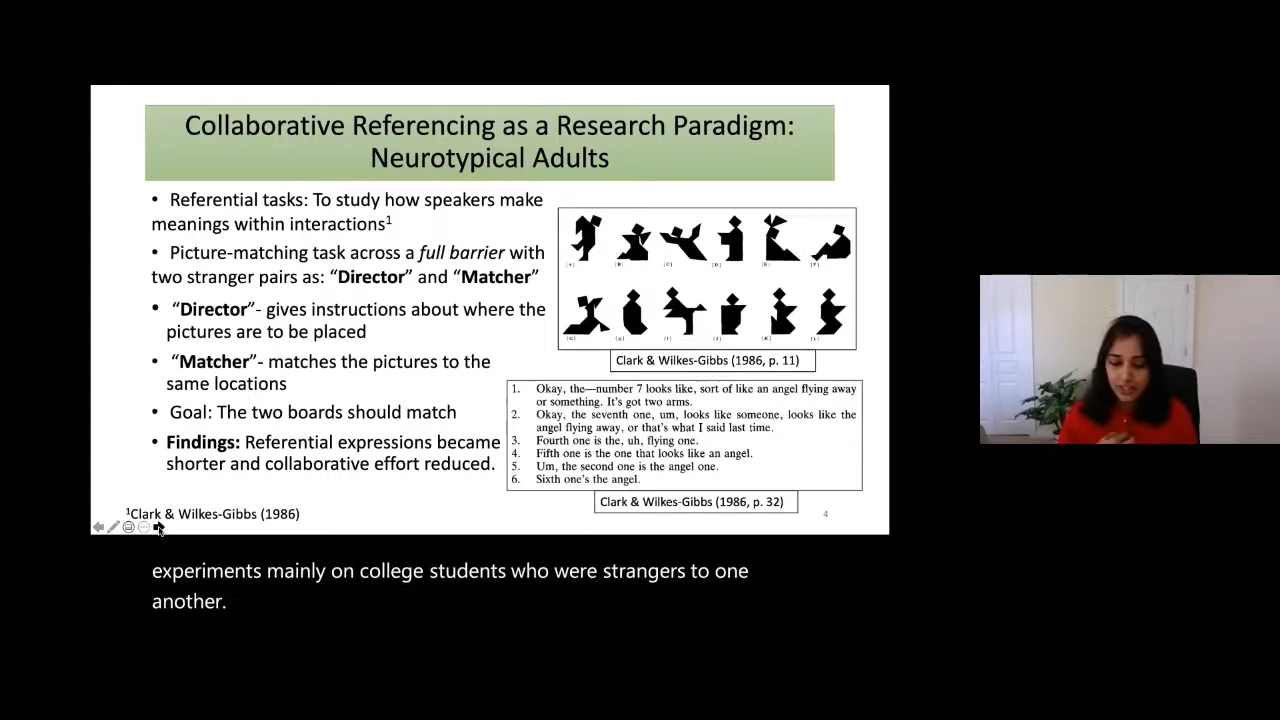 Collaborative Referencing as a Research Paradigm:
Neurotypical Adults
• Referential tasks: To study how speakers make
meanings within interactions¹
• Picture-matching task across a full barrier with
two stranger pairs as: “Director” and “Matcher”
• “Director”- gives instructions about where the
pictures are to be placed
• “Matcher”- matches the pictures to the
same locations
• Goal: The two boards should match
• Findings: Referential expressions became
shorter and collaborative effort reduced.
¹Clark & Wilkes-Gibbs (1986)
[A] [B] [C] [D] [E] [F]
[G] [H] [I] [J] [K] [L]
Clark & Wilkes-Gibbs (1986, p. 11)
1. Okay, the—number 7 looks like, sort of like an angel flying away
or something. It's got two arms.
2. Okay, the seventh one, um, looks like someone, looks like the
angel flying away, or that's what I said last time.
3. Fourth one is the, uh, flying one.
4. Fifth one is the one that looks like an angel.
5. Um, the second one is the angel one.
6. Sixth one's the angel.
Clark & Wilkes-Gibbs (1986, p. 32)
4
experiments mainly on college students who were strangers to one
another.